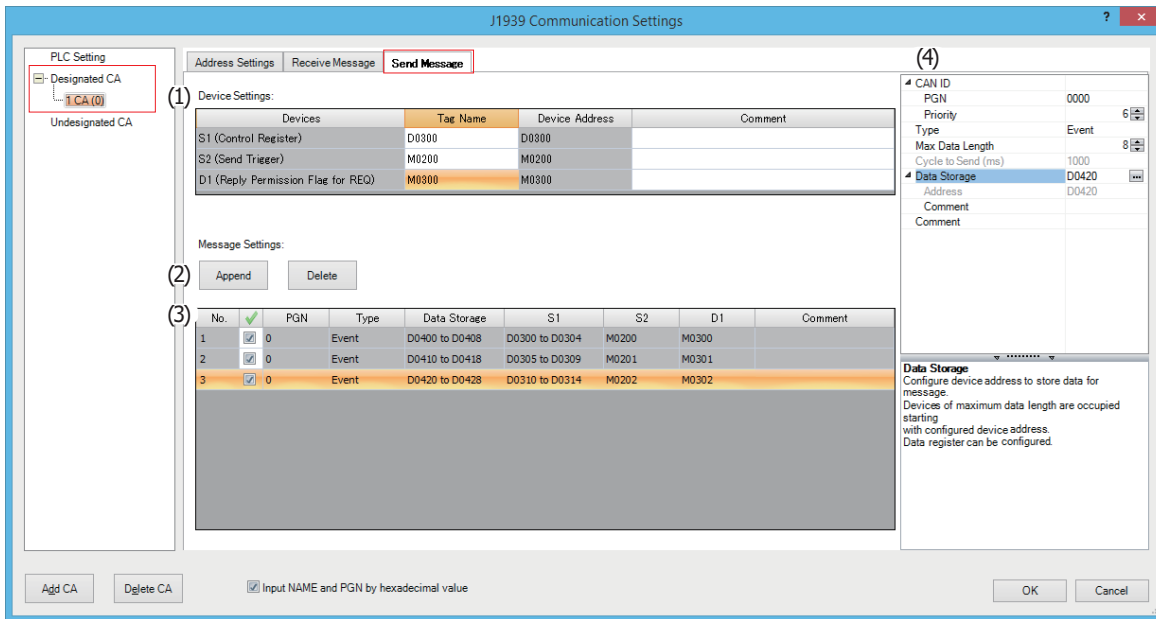 J1939 Communication Settings
? ×
PLC Setting
Designated CA
1 CA (0)
Undesignated CA
Address Settings Receive Message Send Message
(1) Device Settings:
Devices Tag Name Device Address Comment
S1 (Control Register) D0300 D0300
S2 (Send Trigger) M0200 M0200
D1 (Reply Permission Flag for REQ) M0300 M0300
Message Settings:
(2) Append Delete
(3) No. PGN Type Data Storage S1 S2 D1 Comment
1 0 Event D0400 to D0408 D0300 to D0304 M0200 M0300
2 0 Event D0410 to D0418 D0305 to D0309 M0201 M0301
3 0 Event D0420 to D0428 D0310 to D0314 M0202 M0302
(4)
CAN ID
PGN 0000
Priority 6
Type Event
Max Data Length 8
Cycle to Send (ms) 1000
Data Storage D0420 ...
Address D0420
Comment
Comment
Data Storage
Configure device address to store data for
message.
Devices of maximum data length are occupied
starting
with configured device address.
Data register can be configured.
Add CA Delete CA Input NAME and PGN by hexadecimal value OK Cancel